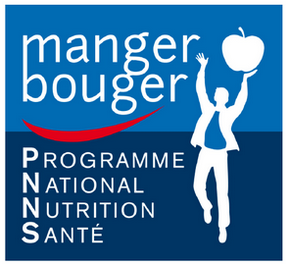 manger
bouger
PROGRAMME
NATIONAL
NUTRITION
SANTÉ